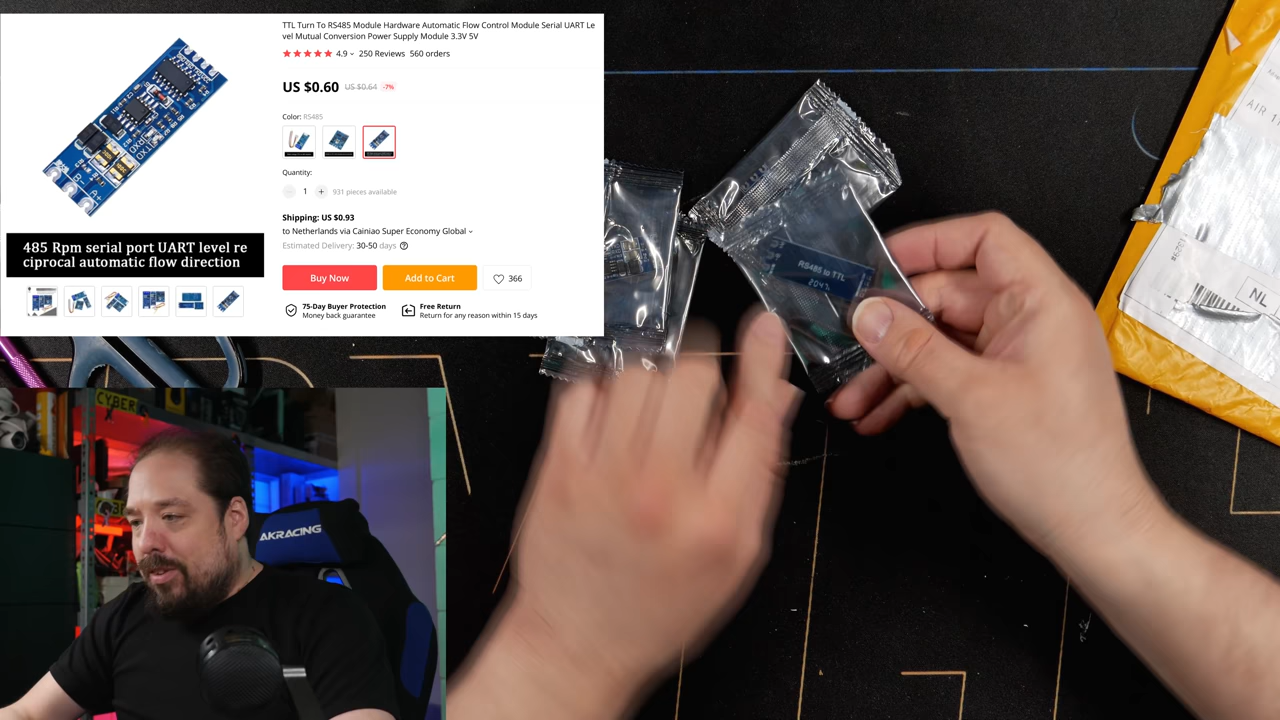 TTL Turn To RS485 Module Hardware Automatic Flow Control Module Serial UART Le
vel Mutual Conversion Power Supply Module 3.3V 5V
4.9 250 Reviews 560 orders
US $0.60 US $0.64 -7%
Color: RS485
Quantity:
1 931 pieces available
Shipping: US $0.93
to Netherlands via Cainiao Super Economy Global
Estimated Delivery: 30-50 days ?
Buy Now Add to Cart 366
75-Day Buyer Protection
Money back guarantee
Free Return
Return for any reason within 15 days
RXD
TXD
B-
A+
485 Rpm serial port UART level re
ciprocal automatic flow direction
RS485 to TTL
AIR
NL
CYBER
AKRACING